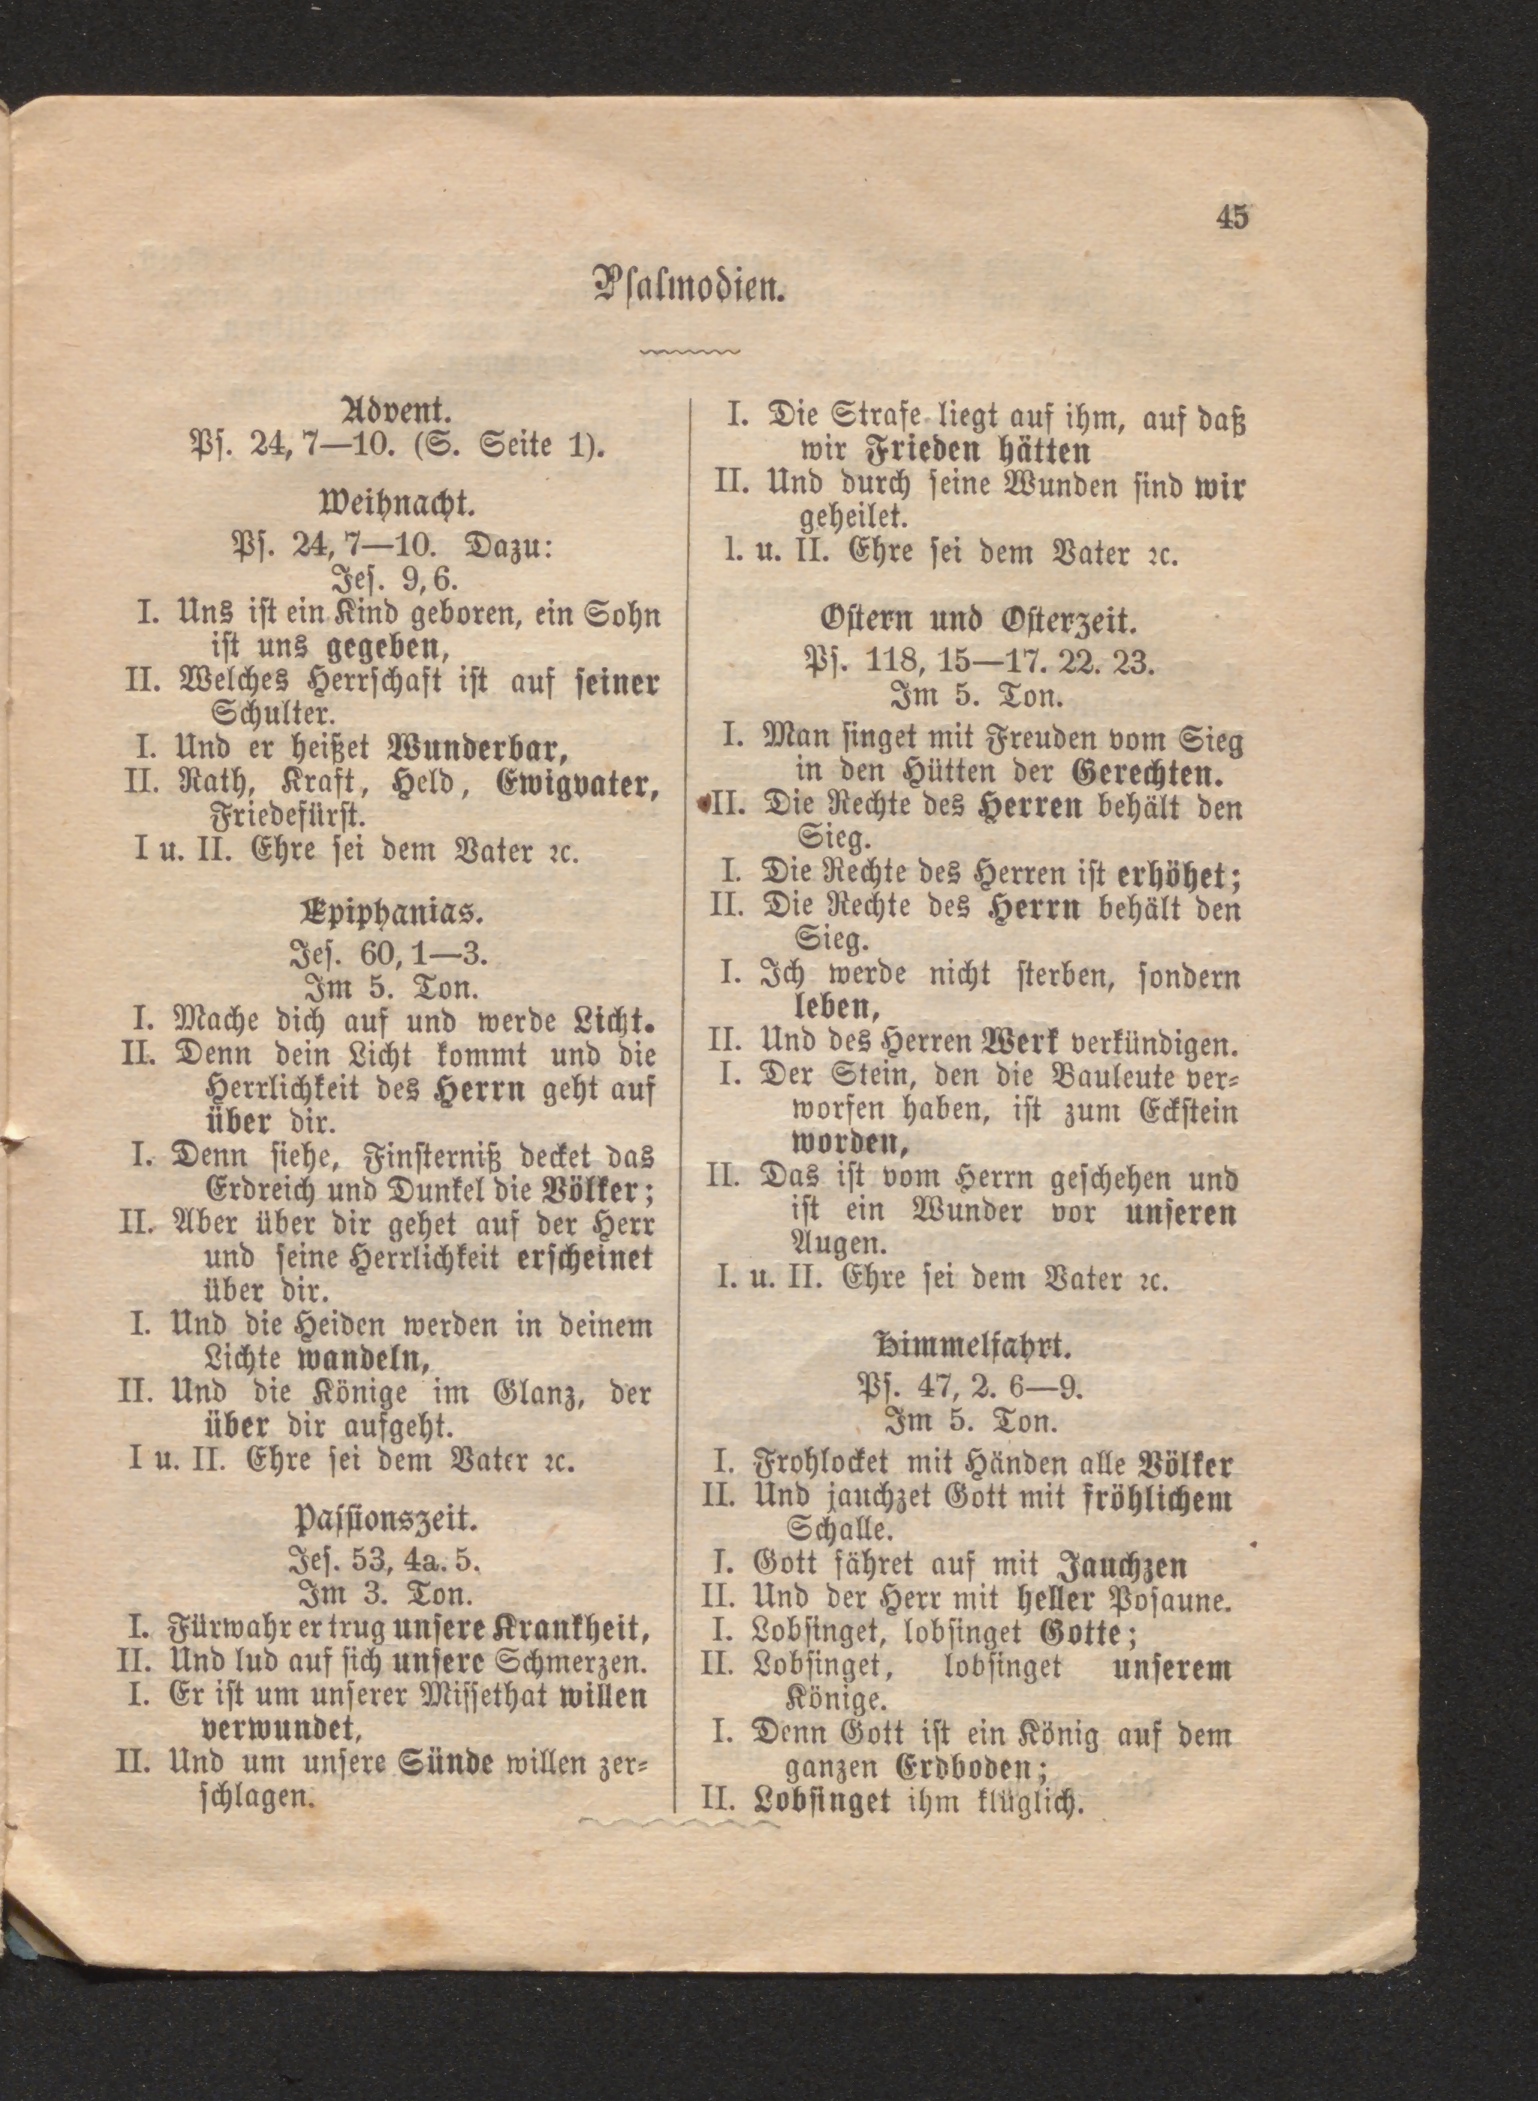 45
Psalmodien.
Advent.
Ps. 24, 7—10. (S. Seite 1).
Weihnacht.
Ps. 24, 7—10. Dazu:
Jes. 9, 6.
I. Uns ist ein Kind geboren, ein Sohn
ist uns gegeben,
II. Welches Herrschaft ist auf seiner
Schulter.
I. Und er heißet Wunderbar,
II. Rath, Kraft, Held, Ewigvater,
Friedefürst.
I u. II. Ehre sei dem Vater ꝛc.
Epiphanias.
Jes. 60, 1—3.
Im 5. Ton.
I. Mache dich auf und werde Licht.
II. Denn dein Licht kommt und die
Herrlichkeit des Herrn geht auf
über dir.
I. Denn siehe, Finsterniß decket das
Erdreich und Dunkel die Völker;
II. Aber über dir gehet auf der Herr
und seine Herrlichkeit erscheinet
über dir.
I. Und die Heiden werden in deinem
Lichte wandeln,
II. Und die Könige im Glanz, der
über dir aufgeht.
I u. II. Ehre sei dem Vater ꝛc.
Passionszeit.
Jes. 53, 4a. 5.
Im 3. Ton.
I. Fürwahr er trug unsere Krankheit,
II. Und lud auf sich unsere Schmerzen.
I. Er ist um unserer Missethat willen
verwundet,
II. Und um unsere Sünde willen zer-
schlagen.
I. Die Strafe liegt auf ihm, auf daß
wir Frieden hätten
II. Und durch seine Wunden sind wir
geheilet.
I. u. II. Ehre sei dem Vater ꝛc.
Ostern und Osterzeit.
Ps. 118, 15—17. 22. 23.
Im 5. Ton.
I. Man singet mit Freuden vom Sieg
in den Hütten der Gerechten.
II. Die Rechte des Herren behält den
Sieg.
I. Die Rechte des Herren ist erhöhet;
II. Die Rechte des Herrn behält den
Sieg.
I. Ich werde nicht sterben, sondern
leben,
II. Und des Herren Werk verkündigen.
I. Der Stein, den die Bauleute ver-
worfen haben, ist zum Eckstein
worden,
II. Das ist vom Herrn geschehen und
ist ein Wunder vor unseren
Augen.
I. u. II. Ehre sei dem Vater ꝛc.
Himmelfahrt.
Ps. 47, 2. 6—9.
Im 5. Ton.
I. Frohlocket mit Händen alle Völker
II. Und jauchzet Gott mit fröhlichem
Schalle.
I. Gott fähret auf mit Jauchzen
II. Und der Herr mit heller Posaune.
I. Lobsinget, lobsinget Gotte;
II. Lobsinget, lobsinget unserem
Könige.
I. Denn Gott ist ein König auf dem
ganzen Erdboden;
II. Lobsinget ihm klüglich.